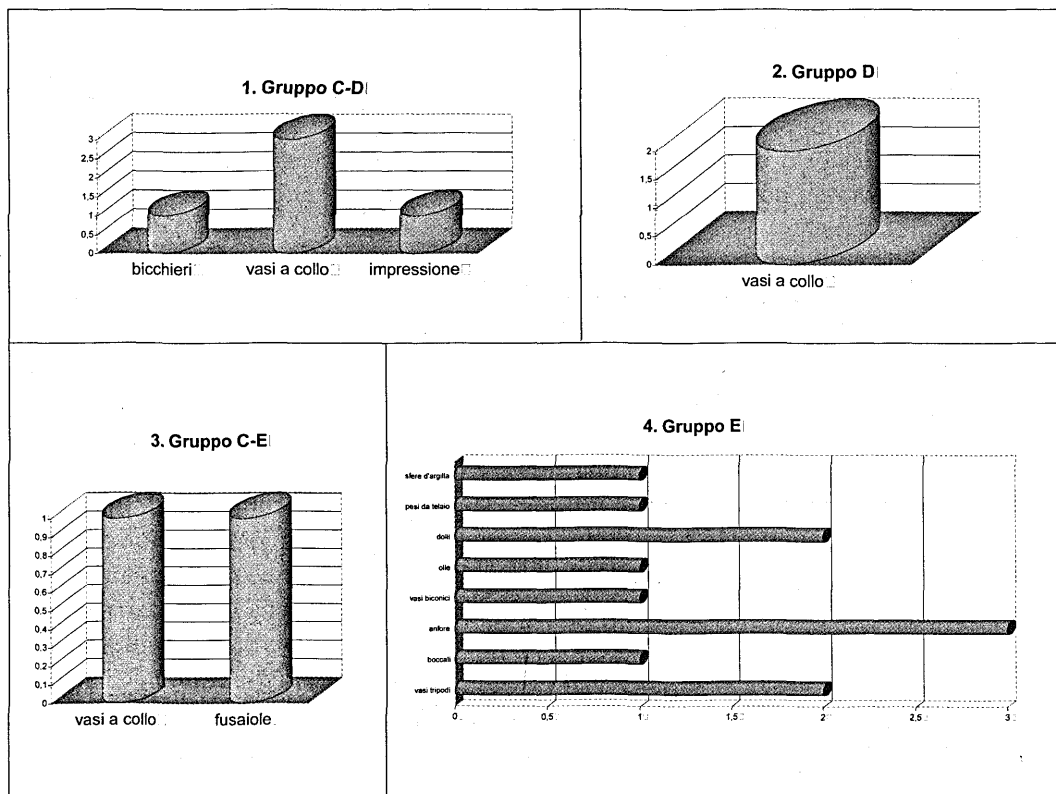 1. Gruppo C-D
3
2,5
2
1,5
1
0,5
0
bicchieri
vasi a collo
impressione
2. Gruppo D
2
1,5
1
0,5
0
vasi a collo
3. Gruppo C-E
1
0,9
0,8
0,7
0,6
0,5
0,4
0,3
0,2
0,1
0
vasi a collo
fusaiole
4. Gruppo E
sfere d'argilla
pesi da telaio
dolii
olle
vasi biconici
anfore
boccali
vasi tripodi
0
0,5
1
1,5
2
2,5
3